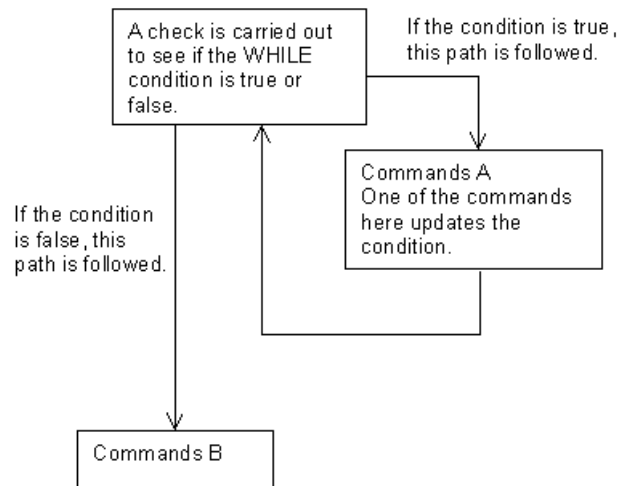 A check is carried out
to see if the WHILE
condition is true or
false.
If the condition is true,
this path is followed.
Commands A
One of the commands
here updates the
condition.
If the condition
is false, this
path is followed.
Commands B